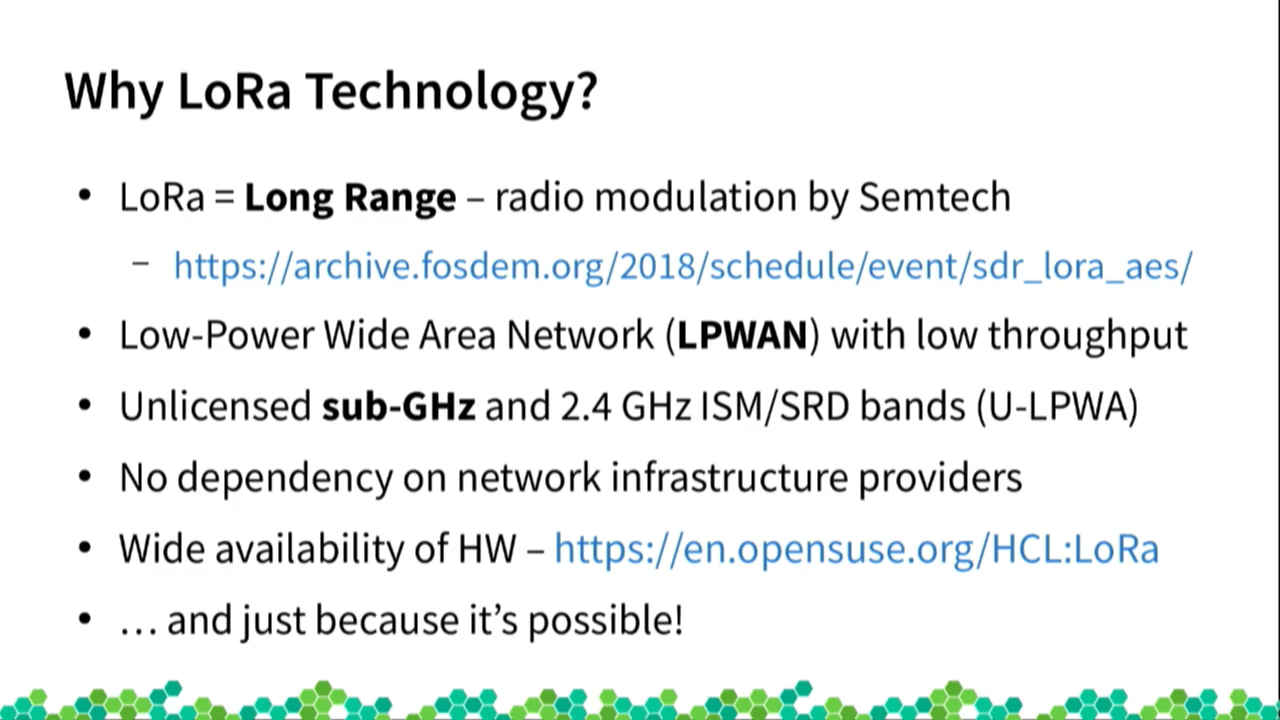 Why LoRa Technology?
• LoRa = Long Range – radio modulation by Semtech
– https://archive.fosdem.org/2018/schedule/event/sdr_lora_aes/
• Low-Power Wide Area Network (LPWAN) with low throughput
• Unlicensed sub-GHz and 2.4 GHz ISM/SRD bands (U-LPWA)
• No dependency on network infrastructure providers
• Wide availability of HW – https://en.opensuse.org/HCL:LoRa
• … and just because it’s possible!